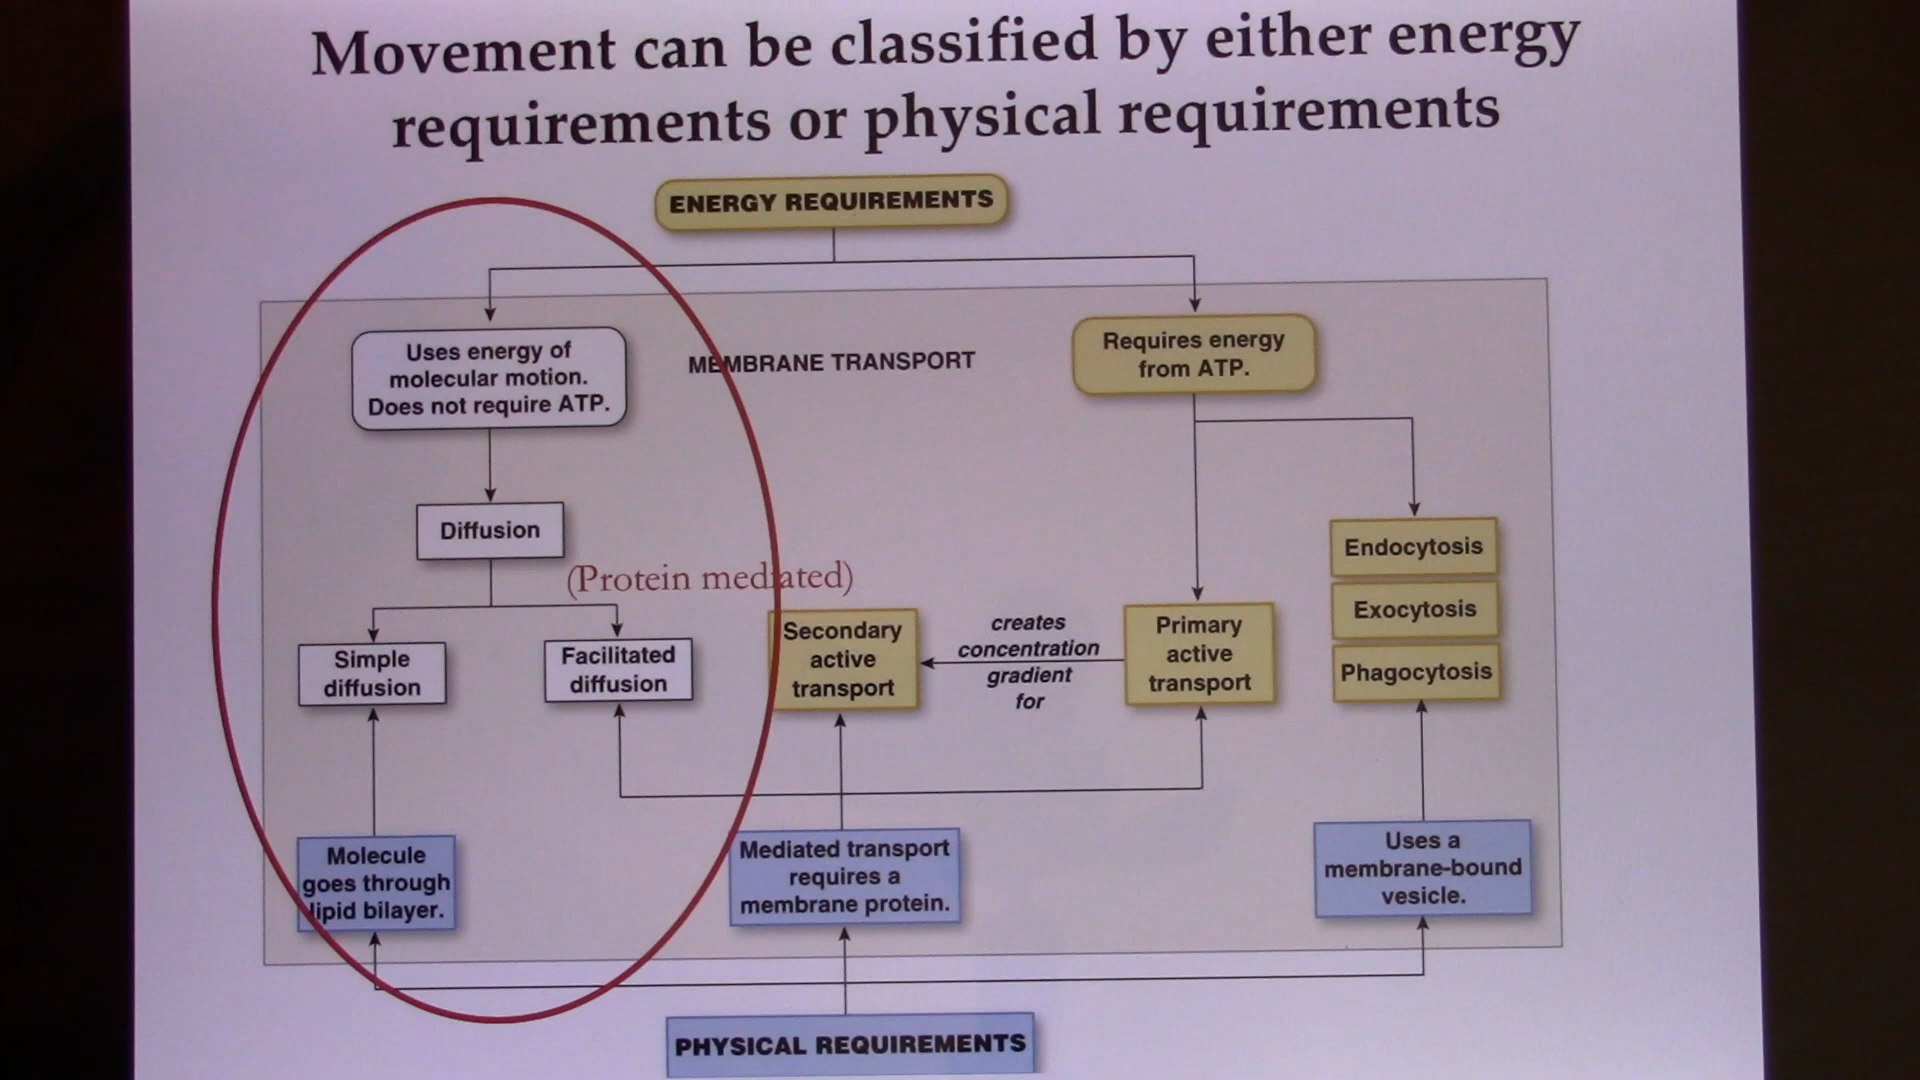 Movement can be classified by either energy
requirements or physical requirements
ENERGY REQUIREMENTS
Uses energy of
molecular motion.
Does not require ATP.
MEMBRANE TRANSPORT
Requires energy
from ATP.
Diffusion
(Protein mediated)
Endocytosis
Exocytosis
Phagocytosis
Simple
diffusion
Facilitated
diffusion
Secondary
active
transport
creates
concentration
gradient
for
Primary
active
transport
Molecule
goes through
lipid bilayer.
Mediated transport
requires a
membrane protein.
Uses a
membrane-bound
vesicle.
PHYSICAL REQUIREMENTS